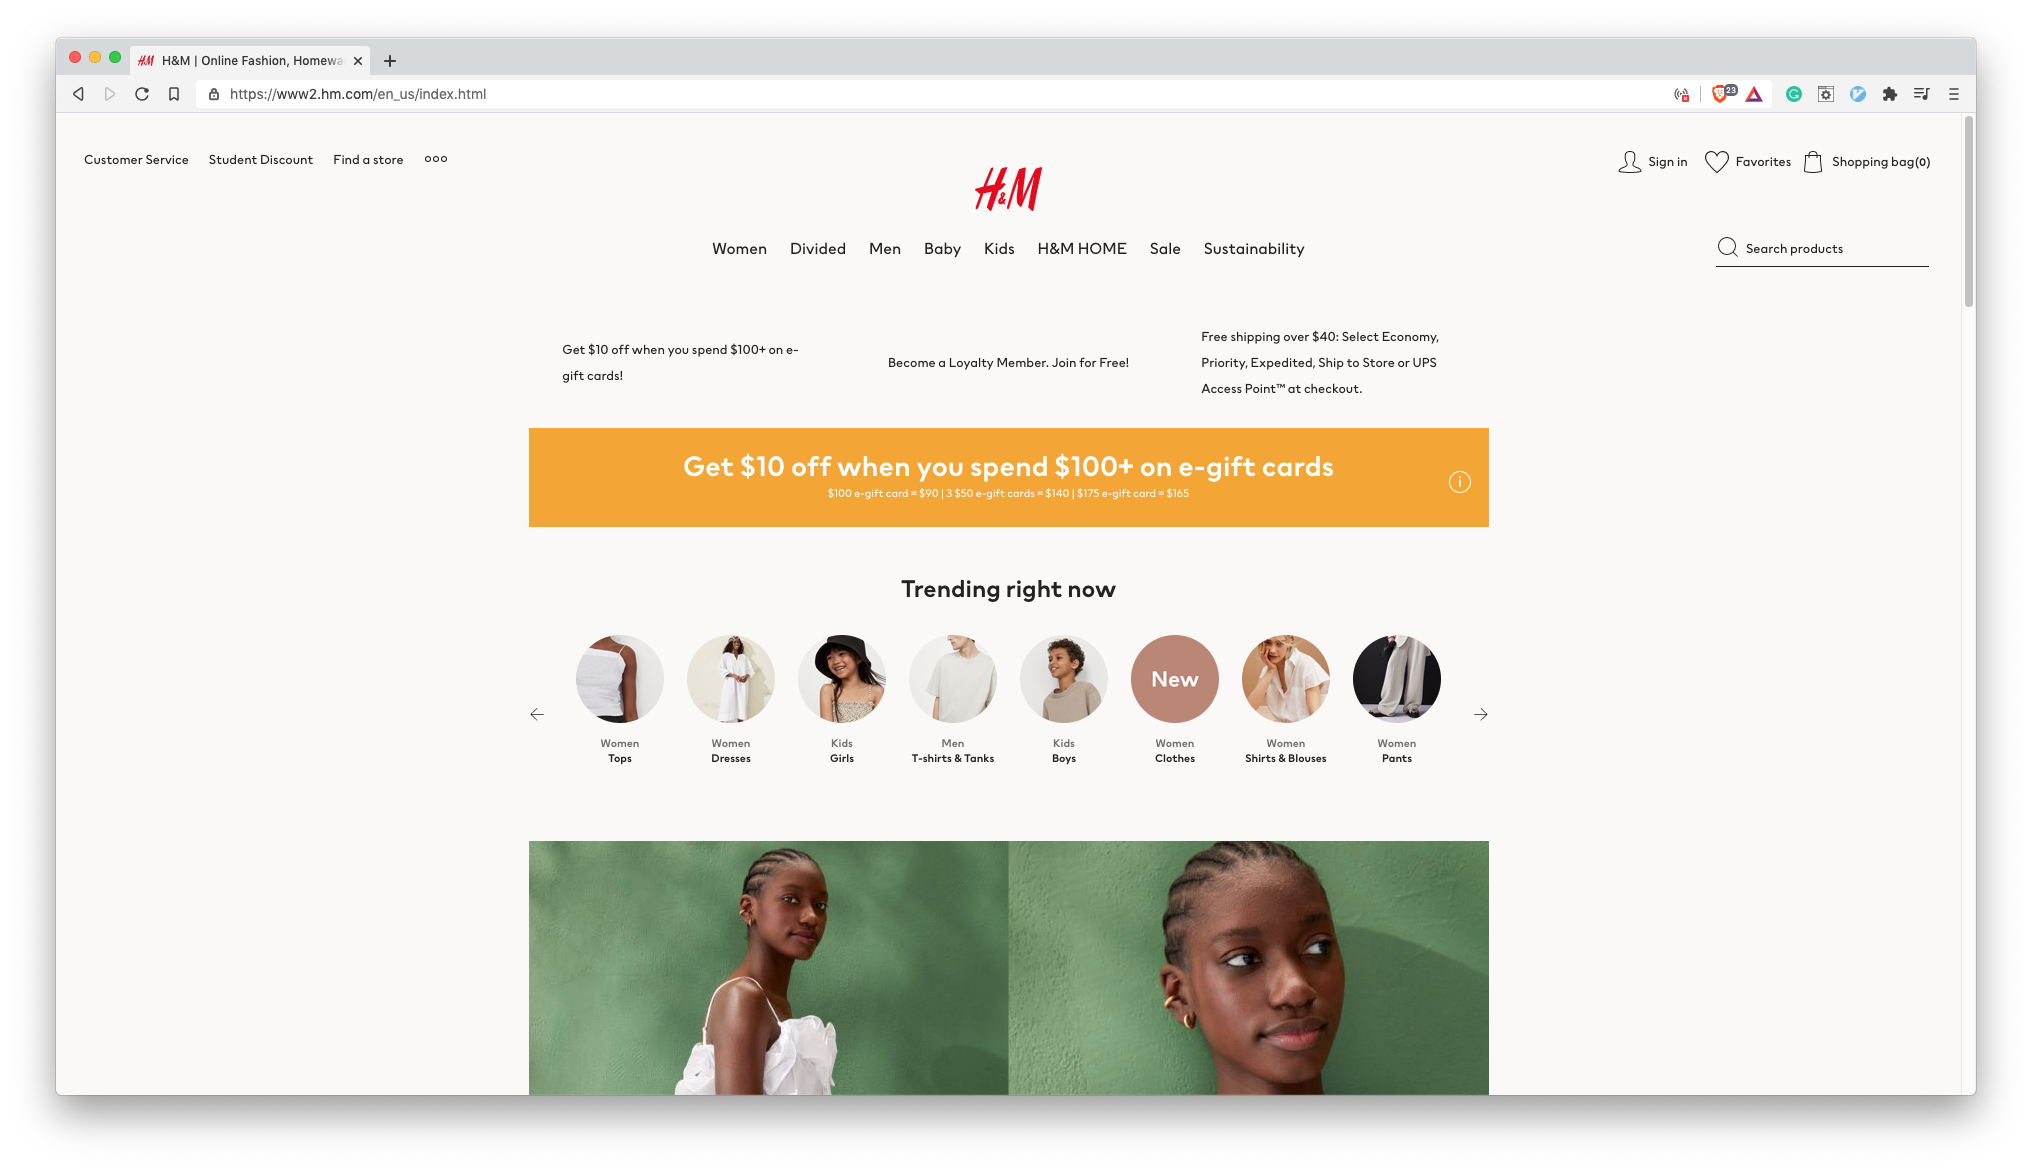 H&M | Online Fashion, Homewa
https://www2.hm.com/en_us/index.html
23
Customer Service Student Discount Find a store
Sign in Favorites Shopping bag(0)
H&M
Women Divided Men Baby Kids H&M HOME Sale Sustainability
Search products
Get $10 off when you spend $100+ on e-
gift cards!
Become a Loyalty Member. Join for Free!
Free shipping over $40: Select Economy,
Priority, Expedited, Ship to Store or UPS
Access Point™ at checkout.
Get $10 off when you spend $100+ on e-gift cards
$100 e-gift card = $90 | 3 $50 e-gift cards = $140 | $175 e-gift card = $165
Trending right now
New
Women
Tops
Women
Dresses
Kids
Girls
Men
T-shirts & Tanks
Kids
Boys
Women
Clothes
Women
Shirts & Blouses
Women
Pants